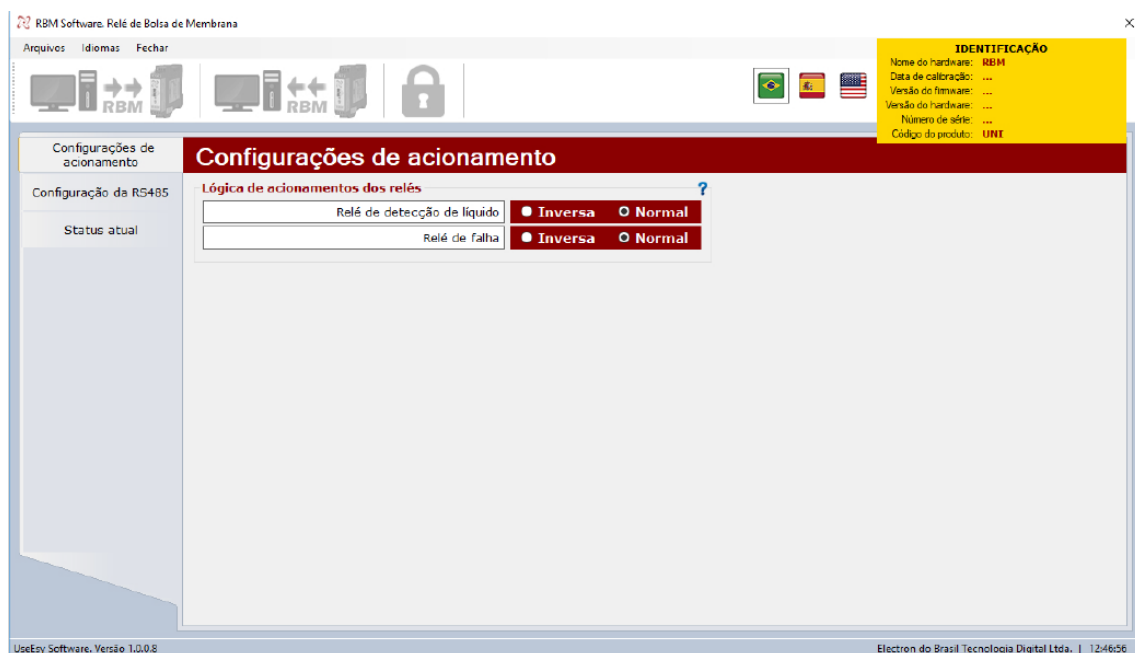 RBM Software. Relé de Bolsa de Membrana
Arquivos Idiomas Fechar
IDENTIFICAÇÃO
Nome do hardware: RBM
Data de calibração: ...
Versão do firmware: ...
Versão do hardware: ...
Número de série: ...
Código do produto: UNI
RBM
RBM
Configurações de
acionamento
Configuração da RS485
Status atual
Configurações de acionamento
Lógica de acionamentos dos relés ?
Relé de detecção de líquido Inversa Normal
Relé de falha Inversa Normal
UseEsy Software. Versão 1.0.0.8
Electron do Brasil Tecnologia Digital Ltda. | 12:46:56